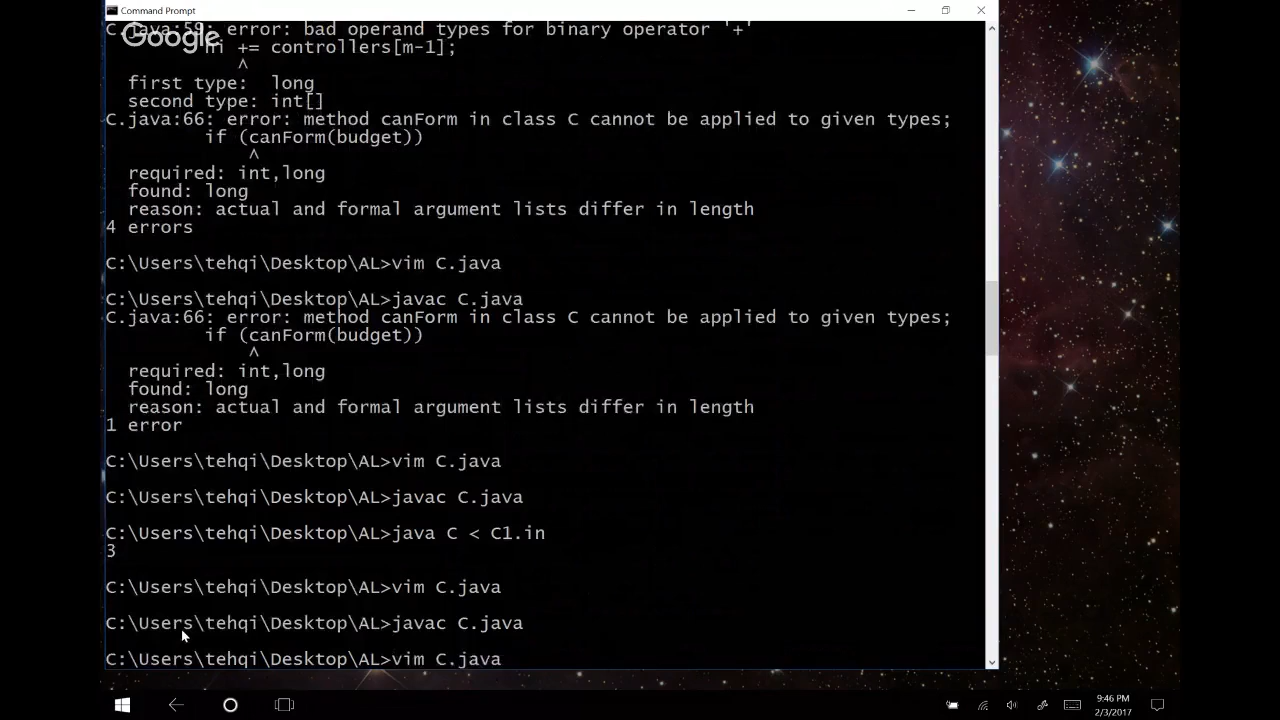 Command Prompt
Google
C.java:59: error: bad operand types for binary operator '+'
+= controllers[m-1];
^
first type: long
second type: int[]
C.java:66: error: method canForm in class C cannot be applied to given types;
if (canForm(budget))
^
required: int,long
found: long
reason: actual and formal argument lists differ in length
4 errors
C:\Users\tehqi\Desktop\AL>vim C.java
C:\Users\tehqi\Desktop\AL>javac C.java
C.java:66: error: method canForm in class C cannot be applied to given types;
if (canForm(budget))
^
required: int,long
found: long
reason: actual and formal argument lists differ in length
1 error
C:\Users\tehqi\Desktop\AL>vim C.java
C:\Users\tehqi\Desktop\AL>javac C.java
C:\Users\tehqi\Desktop\AL>java C < C1.in
3
C:\Users\tehqi\Desktop\AL>vim C.java
C:\Users\tehqi\Desktop\AL>javac C.java
C:\Users\tehqi\Desktop\AL>vim C.java
9:46 PM
2/3/2017